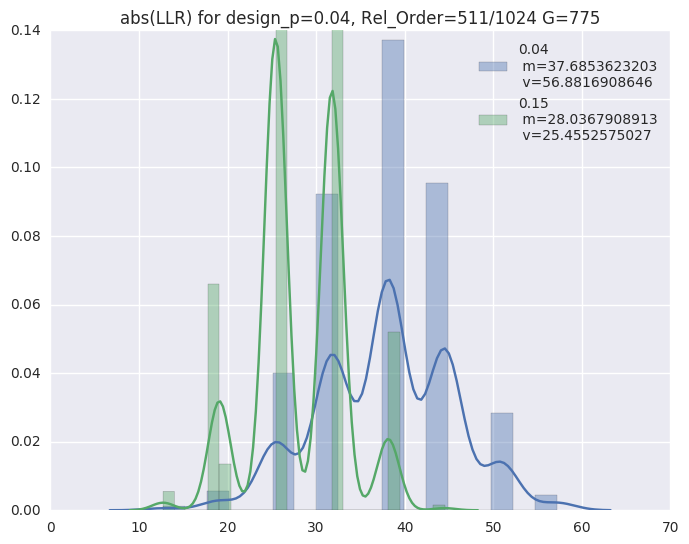 abs(LLR) for design_p=0.04, Rel_Order=511/1024 G=775
0.14
0.12
0.10
0.08
0.06
0.04
0.02
0.00
0.04
m=37.6853623203
v=56.8816908646
0.15
m=28.0367908913
v=25.4552575027
0 10 20 30 40 50 60 70